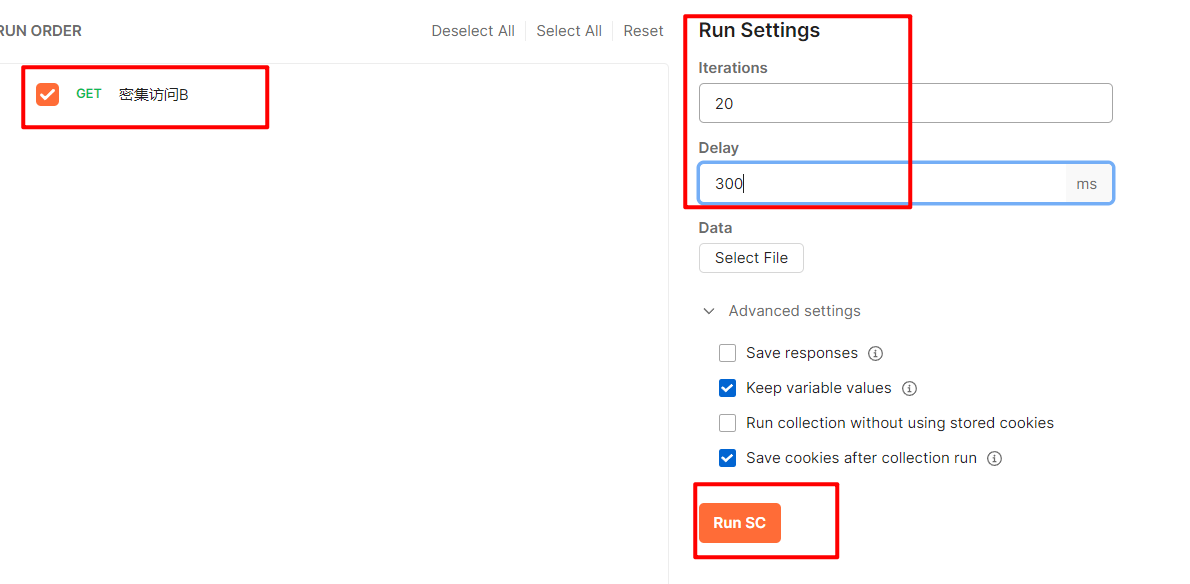 RUN ORDER
Deselect All
Select All
Reset
GET 密集访问B
Run Settings
Iterations
20
Delay
300 ms
Data
Select File
Advanced settings
Save responses
Keep variable values
Run collection without using stored cookies
Save cookies after collection run
Run SC